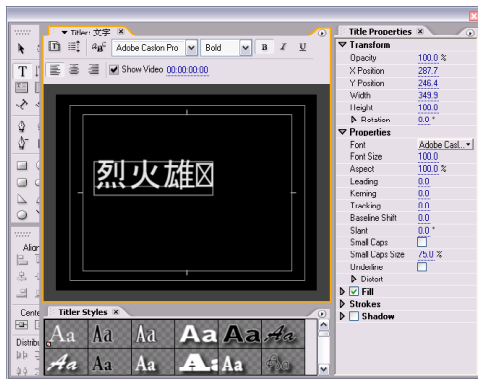 Titler: 文字 ×
Adobe Caslon Pro
Bold
B I U
Show Video 00:00:00:00
烈火雄
Titler Styles ×
Aa Aa Aa Aa Aa Aa
Aa Aa Aa Aa Aa Aa
Title Properties ×
Transform
Opacity 100.0 %
X Position 287.7
Y Position 246.4
Width 349.9
Height 100.0
Rotation 0.0 °
Properties
Font Adobe Casl...
Font Size 100.0
Aspect 100.0 %
Leading 0.0
Kerning 0.0
Tracking 0.0
Baseline Shift 0.0
Slant 0.0 °
Small Caps
Small Caps Size 75.0 %
Underline
Distort
Fill
Strokes
Shadow